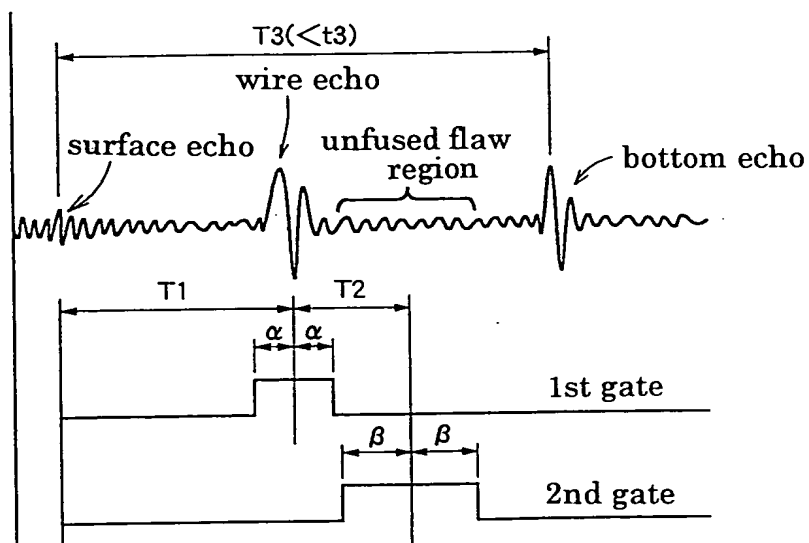 T3(<t3)
wire echo
surface echo
unfused flaw
region
bottom echo
T1
T2
α α
1st gate
β β
2nd gate